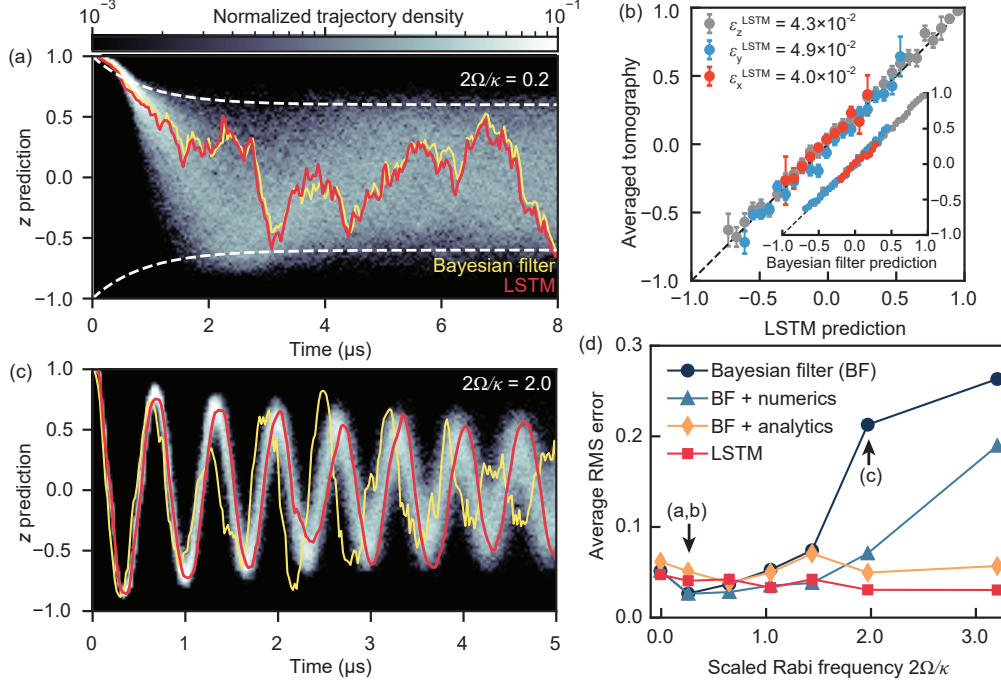 10⁻³ Normalized trajectory density 10⁻¹
(a)
2Ω/κ = 0.2
1.0
0.5
0.0
−0.5
−1.0
z prediction
Bayesian filter
LSTM
0 2 4 6 8
Time (μs)
(b)
εzᴸˢᵀᴹ = 4.3×10⁻²
εyᴸˢᵀᴹ = 4.9×10⁻²
εxᴸˢᵀᴹ = 4.0×10⁻²
1.0
0.5
0.0
−0.5
−1.0
Averaged tomography
1.0
0.5
0.0
−0.5
−1.0
−1.0 −0.5 0.0 0.5 1.0
Bayesian filter prediction
−1.0 −0.5 0.0 0.5 1.0
LSTM prediction
(c)
2Ω/κ = 2.0
1.0
0.5
0.0
−0.5
−1.0
z prediction
0 1 2 3 4 5
Time (μs)
(d)
0.3
0.2
0.1
0.0
Average RMS error
Bayesian filter (BF)
BF + numerics
BF + analytics
LSTM
(a,b)
(c)
0.0 1.0 2.0 3.0
Scaled Rabi frequency 2Ω/κ